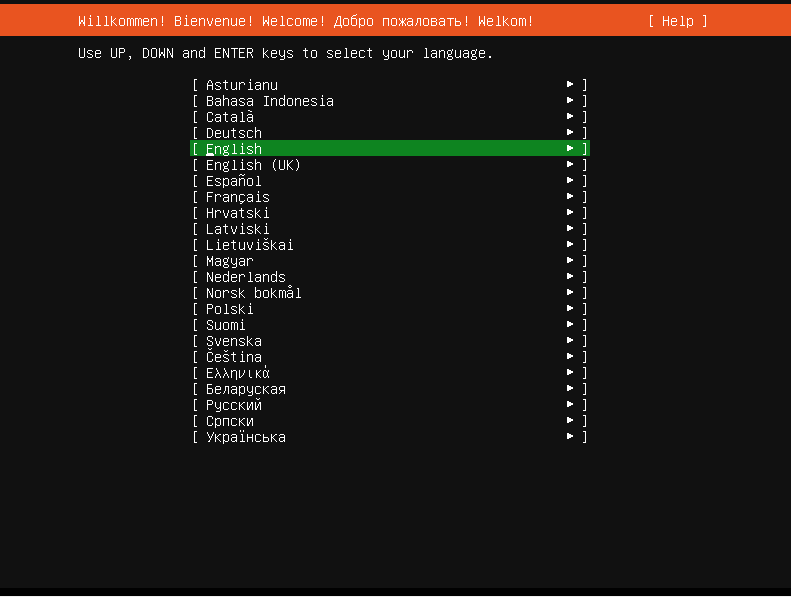 Willkommen! Bienvenue! Welcome! Добро пожаловать! Welkom! [ Help ]
Use UP, DOWN and ENTER keys to select your language.
[ Asturianu ► ]
[ Bahasa Indonesia ► ]
[ Català ► ]
[ Deutsch ► ]
[ English ► ]
[ English (UK) ► ]
[ Español ► ]
[ Français ► ]
[ Hrvatski ► ]
[ Latviski ► ]
[ Lietuviškai ► ]
[ Magyar ► ]
[ Nederlands ► ]
[ Norsk bokmål ► ]
[ Polski ► ]
[ Suomi ► ]
[ Svenska ► ]
[ Čeština ► ]
[ Ελληνικά ► ]
[ Беларуская ► ]
[ Русский ► ]
[ Српски ► ]
[ Українська ► ]